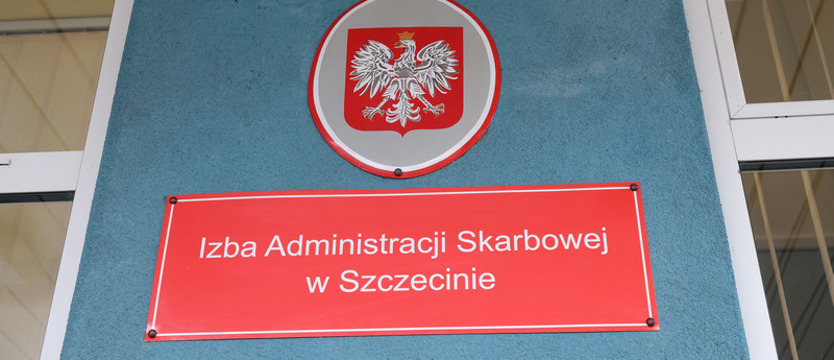 Izba Administracji Skarbowej
w Szczecinie